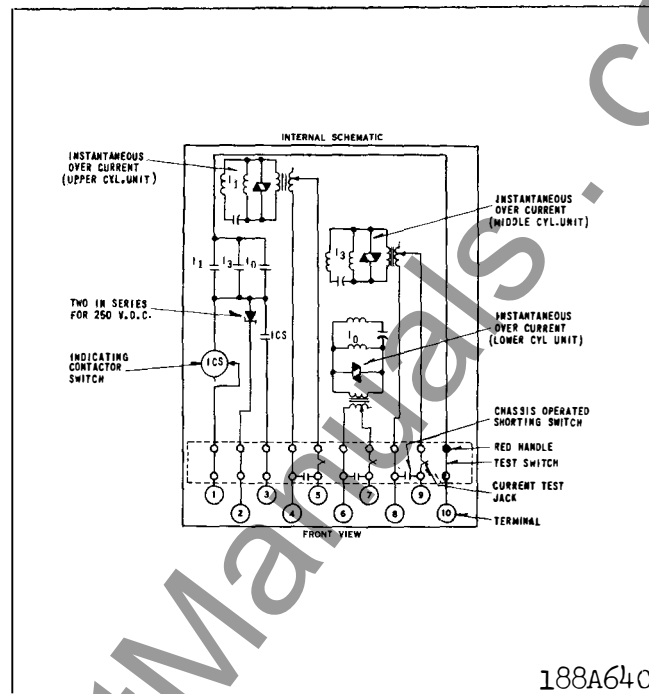 INTERNAL SCHEMATIC
INSTANTANEOUS
OVER CURRENT
(UPPER CYL.UNIT)
I1
INSTANTANEOUS
OVER CURRENT
(MIDDLE CYL.UNIT)
I3
I1 I3 I0
TWO IN SERIES
FOR 250 V.D.C.
ICS
INSTANTANEOUS
OVER CURRENT
(LOWER CYL UNIT)
I0
INDICATING
CONTACTOR
SWITCH
ICS
CHASSIS OPERATED
SHORTING SWITCH
RED HANDLE
TEST SWITCH
CURRENT TEST
JACK
1 2 3 4 5 6 7 8 9 10
TERMINAL
FRONT VIEW
188A640
Manuals . c